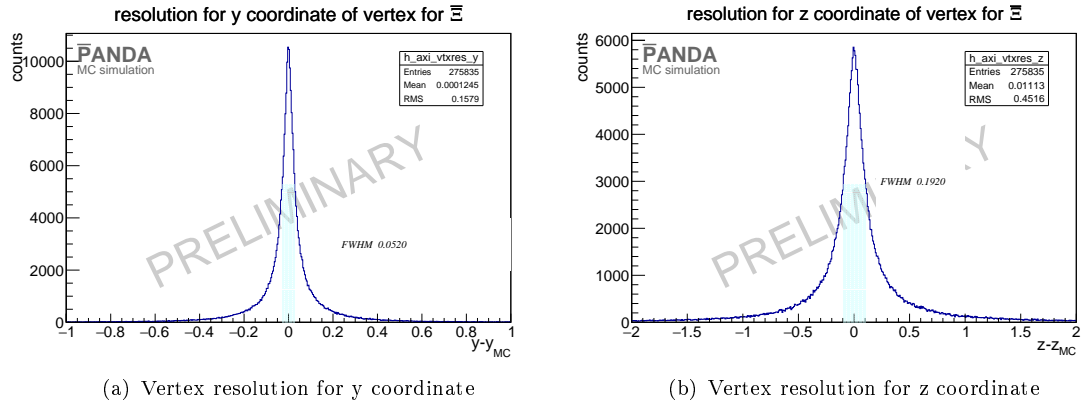 resolution for y coordinate of vertex for Ξ̅
counts
P̅ANDA
MC simulation
h_axi_vtxres_y
Entries 275835
Mean 0.0001245
RMS 0.1579
PRELIMINARY
FWHM 0.0520
10000
8000
6000
4000
2000
0
−1 −0.8 −0.6 −0.4 −0.2 0 0.2 0.4 0.6 0.8 1
y-y_MC
(a) Vertex resolution for y coordinate
resolution for z coordinate of vertex for Ξ̅
counts
P̅ANDA
MC simulation
h_axi_vtxres_z
Entries 275835
Mean 0.01113
RMS 0.4516
PRELIM Y
FWHM 0.1920
6000
5000
4000
3000
2000
1000
0
−2 −1.5 −1 −0.5 0 0.5 1 1.5 2
z-z_MC
(b) Vertex resolution for z coordinate